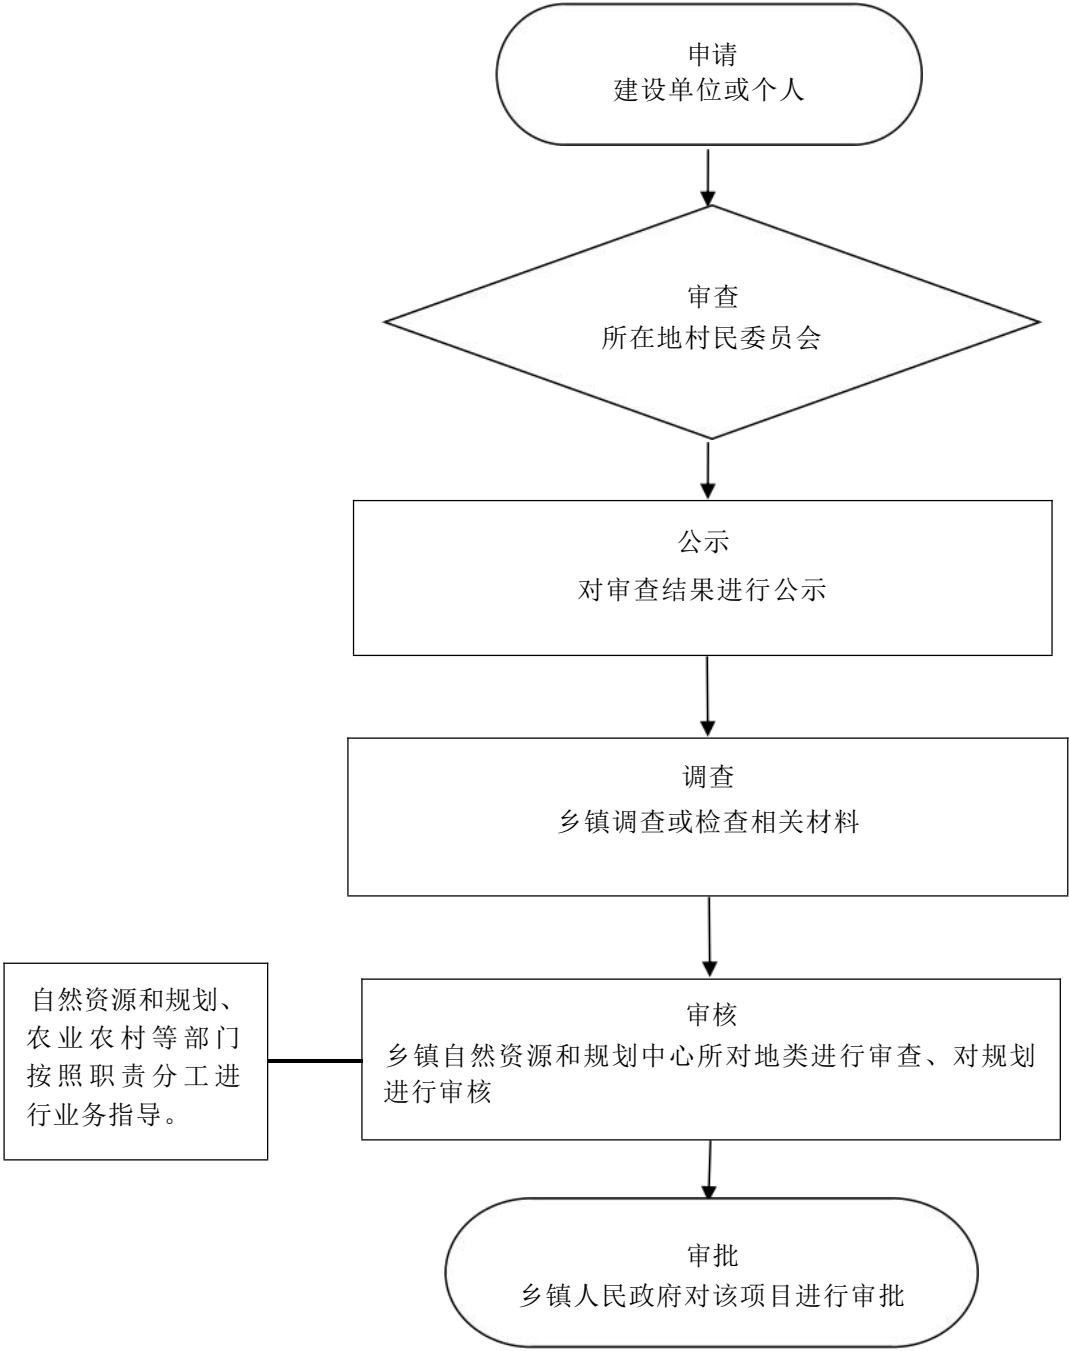 申请
建设单位或个人
审查
所在地村民委员会
公示
对审查结果进行公示
调查
乡镇调查或检查相关材料
自然资源和规划、
农业农村等部门
按照职责分工进
行业务指导。
审核
乡镇自然资源和规划中心所对地类进行审查、对规划
进行审核
审批
乡镇人民政府对该项目进行审批